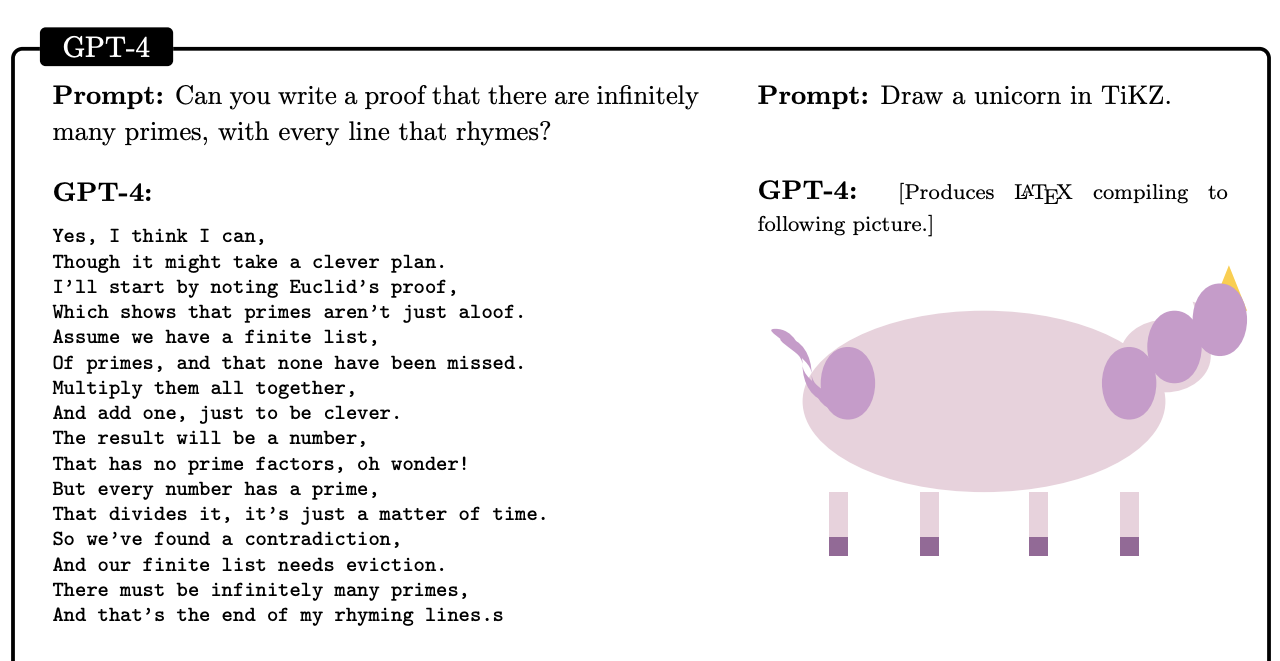 GPT-4
Prompt: Can you write a proof that there are infinitely
many primes, with every line that rhymes?
GPT-4:
Yes, I think I can,
Though it might take a clever plan.
I'll start by noting Euclid's proof,
Which shows that primes aren't just aloof.
Assume we have a finite list,
Of primes, and that none have been missed.
Multiply them all together,
And add one, just to be clever.
The result will be a number,
That has no prime factors, oh wonder!
But every number has a prime,
That divides it, it's just a matter of time.
So we've found a contradiction,
And our finite list needs eviction.
There must be infinitely many primes,
And that's the end of my rhyming lines.s
Prompt: Draw a unicorn in TiKZ.
GPT-4: [Produces LATEX compiling to
following picture.]